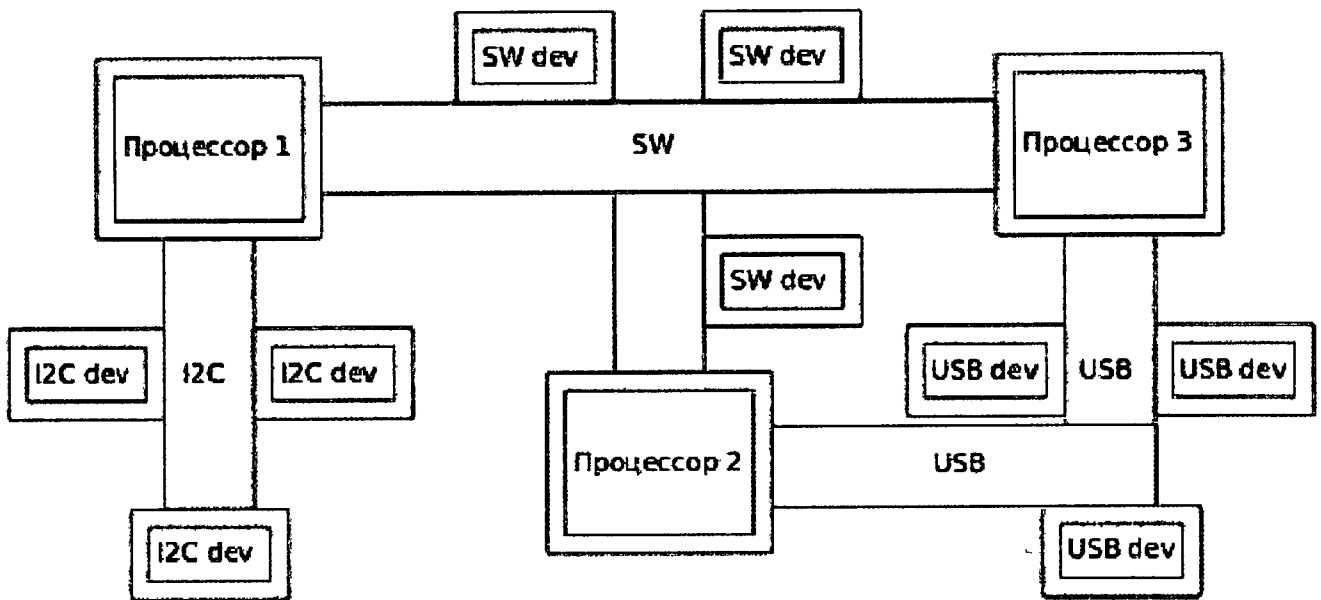 SW dev
SW dev
Процессор 1
SW
Процессор 3
SW dev
I2C dev
I2C
I2C dev
USB dev
USB
USB dev
Процессор 2
USB
I2C dev
USB dev